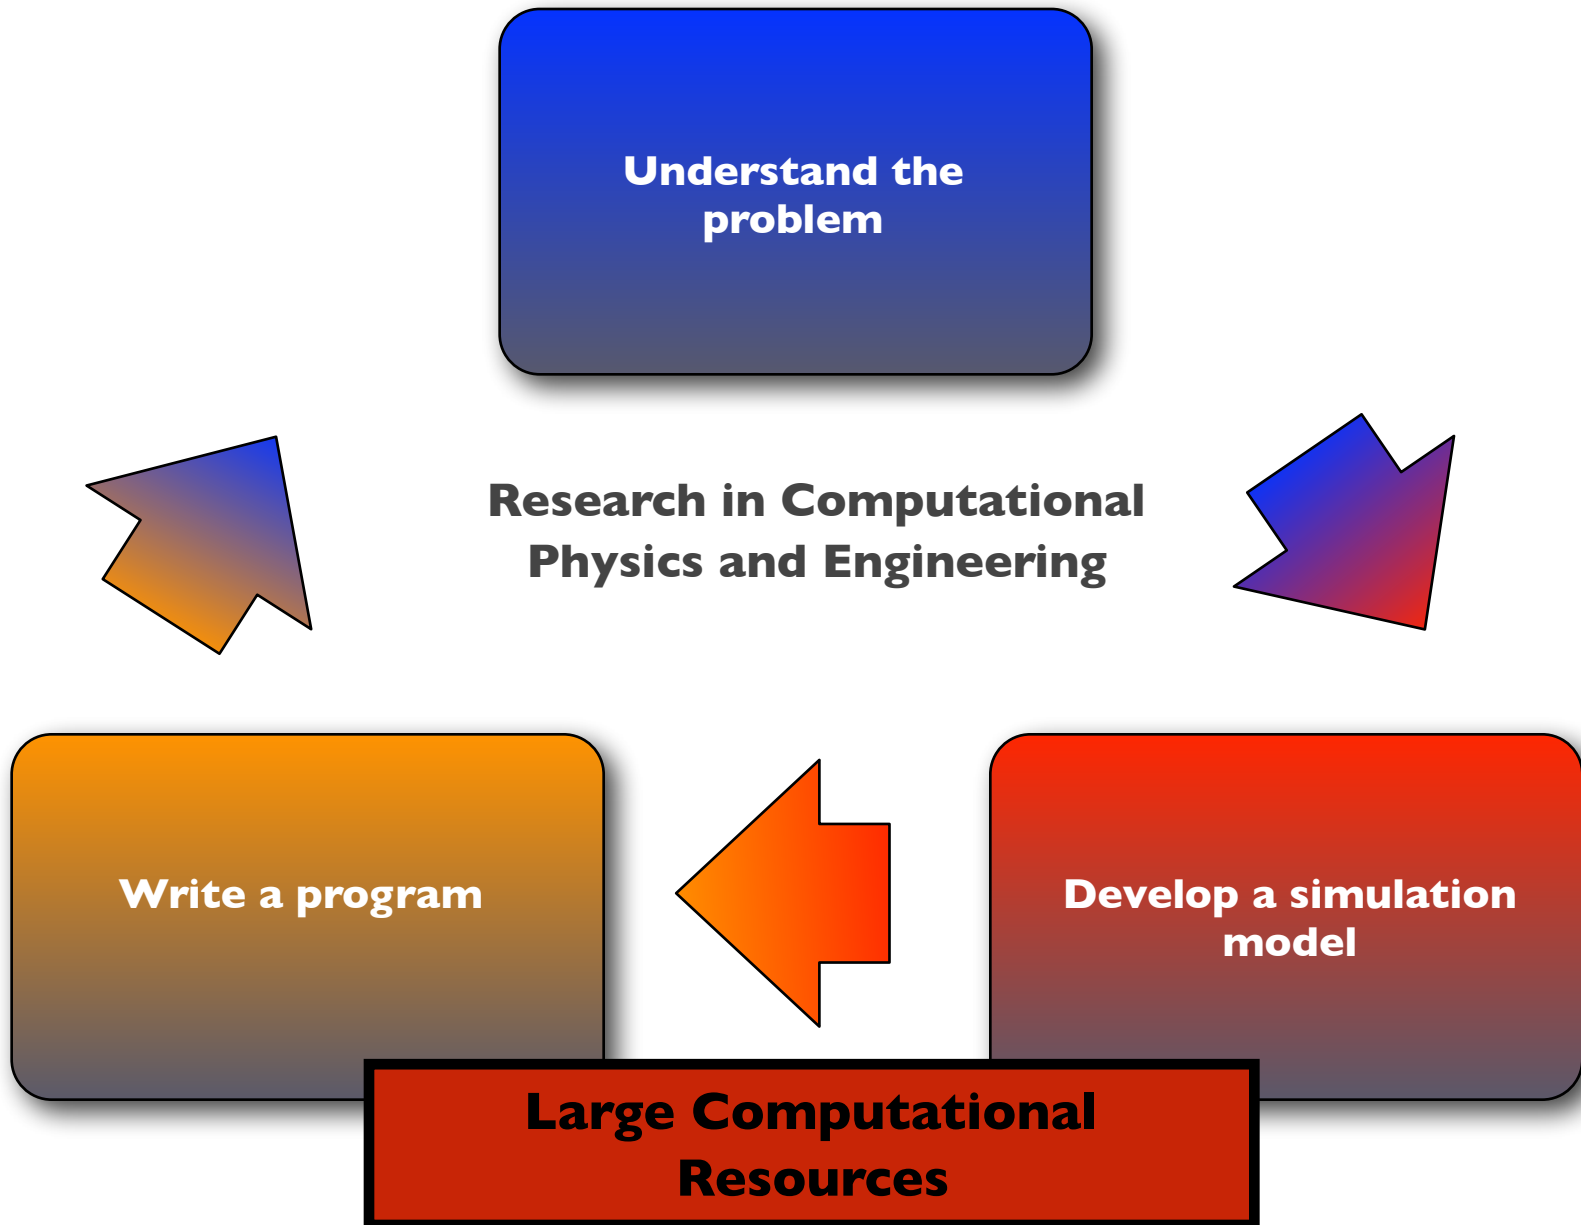 Understand the
problem
Research in Computational
Physics and Engineering
Write a program
Develop a simulation
model
Large Computational
Resources